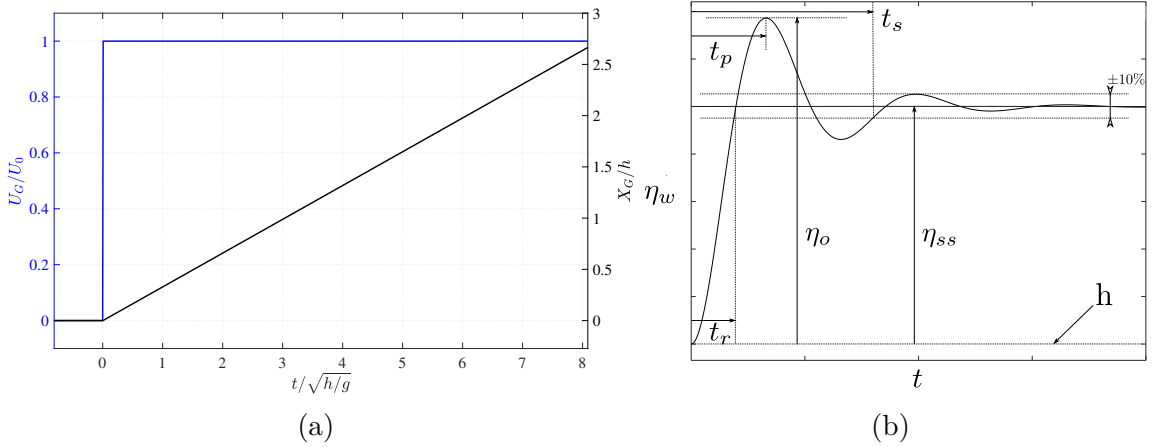 U_G/U_0
1
0.8
0.6
0.4
0.2
0
0
1
2
3
4
5
6
7
8
t/√h/g
3
2.5
2
1.5
1
0.5
0
X_G/h
(a)
t_s
t_p
±10%
η_w
η_o
η_ss
h
t_r
t
(b)